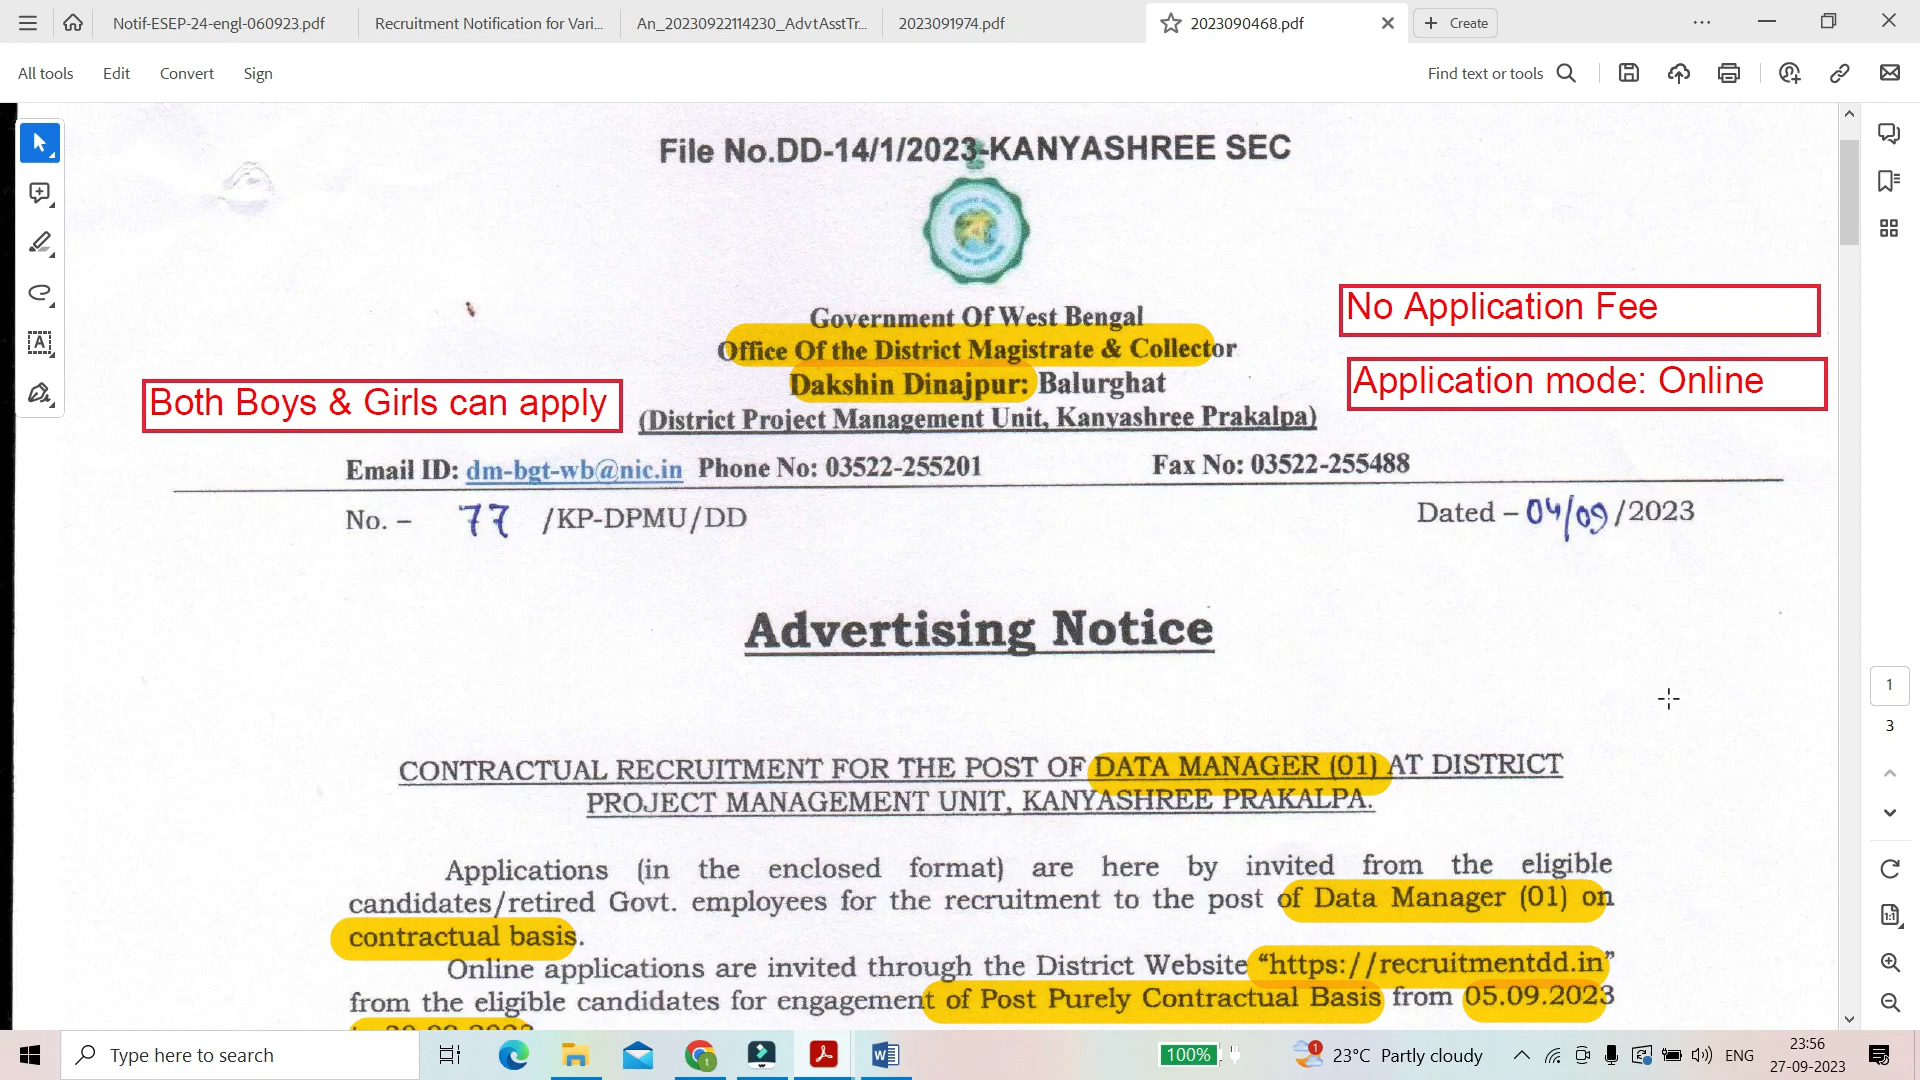 Notif-ESEP-24-engl-060923.pdf
Recruitment Notification for Vari...
An_20230922114230_AdvtAsstTr...
2023091974.pdf
2023090468.pdf
Create
All tools
Edit
Convert
Sign
Find text or tools
File No.DD-14/1/2023-KANYASHREE SEC
Government Of West Bengal
Office Of the District Magistrate & Collector
Dakshin Dinajpur: Balurghat
(District Project Management Unit, Kanyashree Prakalpa)
No Application Fee
Application mode: Online
Both Boys & Girls can apply
Email ID: dm-bgt-wb@nic.in Phone No: 03522-255201 Fax No: 03522-255488
No. – 77 /KP-DPMU/DD
Dated – 04/09/2023
Advertising Notice
CONTRACTUAL RECRUITMENT FOR THE POST OF DATA MANAGER (01) AT DISTRICT
PROJECT MANAGEMENT UNIT, KANYASHREE PRAKALPA.
Applications (in the enclosed format) are here by invited from the eligible
candidates/retired Govt. employees for the recruitment to the post of Data Manager (01) on
contractual basis.
Online applications are invited through the District Website “https://recruitmentdd.in”
from the eligible candidates for engagement of Post Purely Contractual Basis from 05.09.2023
1
3
Type here to search
100%
1
23°C Partly cloudy
ENG
23:56
27-09-2023